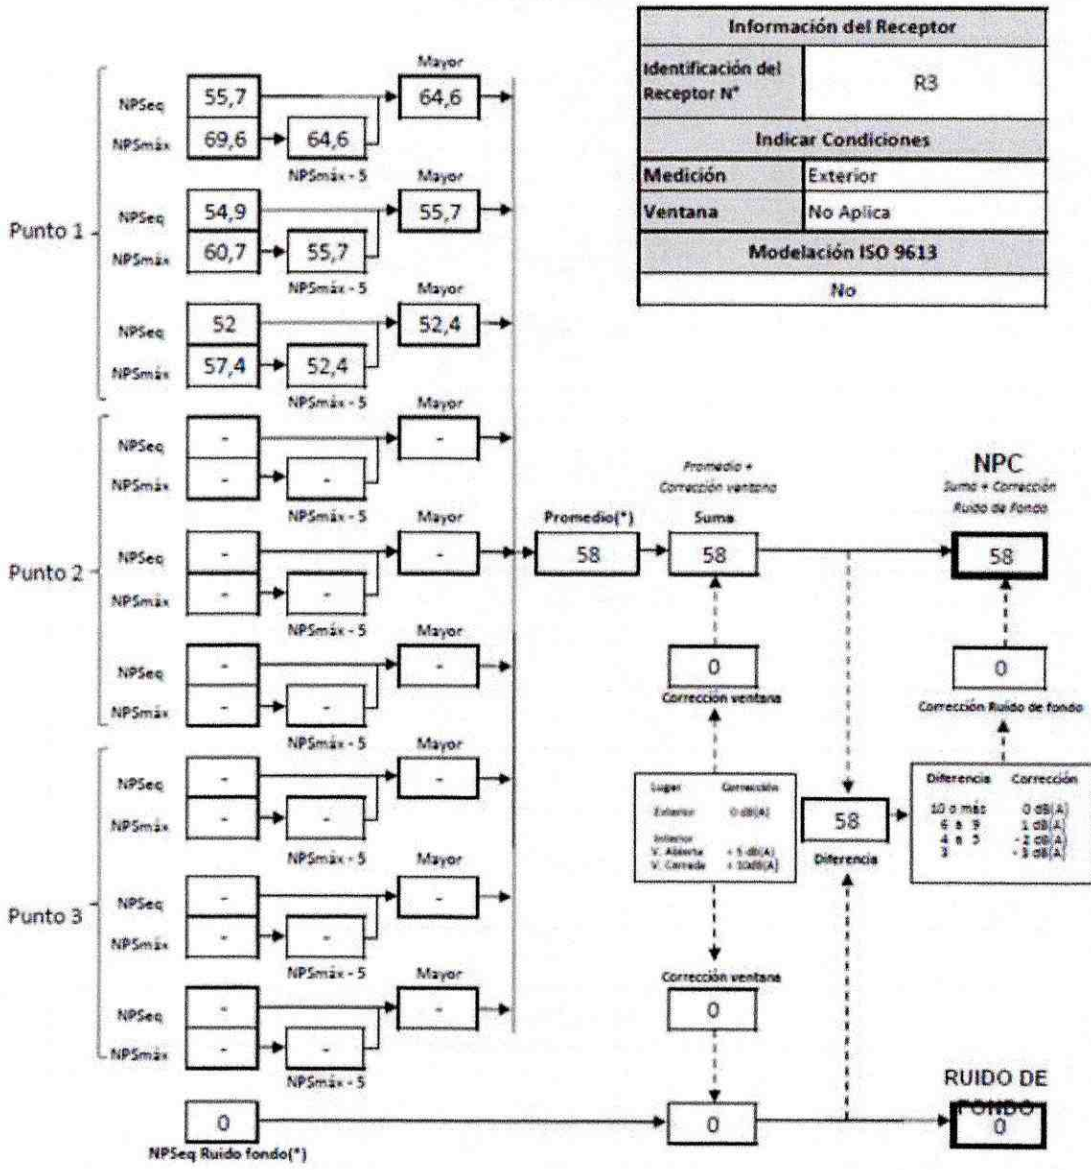 Información del Receptor
Identificación del Receptor N°
R3
Indicar Condiciones
Medición Exterior
Ventana No Aplica
Modelación ISO 9613
No
Punto 1
Mayor
NPSeq 55,7 64,6
NPSmáx 69,6 64,6
NPSmáx - 5
Mayor
NPSeq 54,9 55,7
NPSmáx 60,7 55,7
NPSmáx - 5
Mayor
NPSeq 52 52,4
NPSmáx 57,4 52,4
NPSmáx - 5
Punto 2
Mayor
NPSeq - -
NPSmáx - -
NPSmáx - 5
Mayor
NPSeq - -
NPSmáx - -
NPSmáx - 5
Mayor
NPSeq - -
NPSmáx - -
NPSmáx - 5
Punto 3
Mayor
NPSeq - -
NPSmáx - -
NPSmáx - 5
Mayor
NPSeq - -
NPSmáx - -
NPSmáx - 5
Mayor
NPSeq - -
NPSmáx - -
NPSmáx - 5
0
NPSeq Ruido fondo(*)
Promedio(*)
58
Promedio +
Corrección ventana
Suma
58
0
Corrección ventana
Lugar Corrección
Exterior 0 dB(A)
Interior
V. Abierta + 5 dB(A)
V. Cerrada + 10dB(A)
Corrección ventana
0
0
58
Diferencia
NPC
Suma + Corrección
Ruido de Fondo
58
0
Corrección Ruido de fondo
Diferencia Corrección
10 o más 0 dB(A)
6 a 9 1 dB(A)
4 a 5 - 2 dB(A)
3 - 3 dB(A)
RUIDO DE
FONDO
0